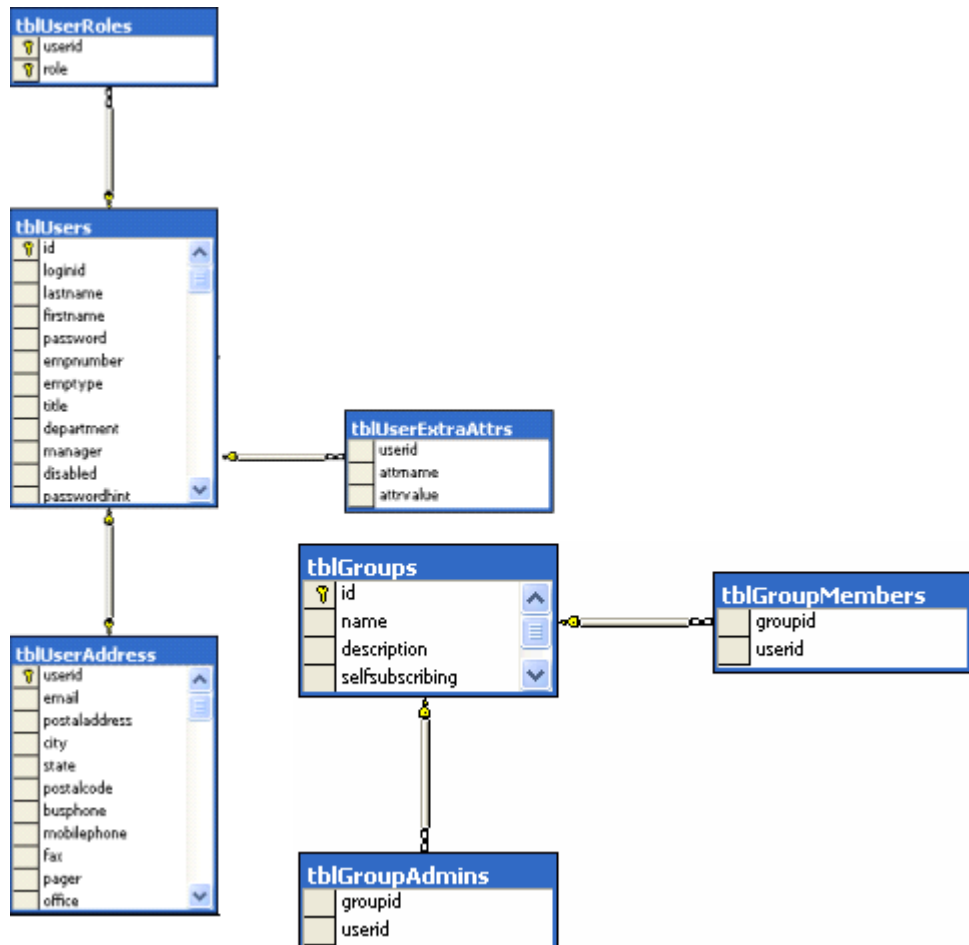 tblUserRoles
userid
role
tblUsers
id
loginid
lastname
firstname
password
empnumber
emptype
title
department
manager
disabled
passwordhint
tblUserExtraAttrs
userid
attrname
attrvalue
tblGroups
id
name
description
selfsubscribing
tblGroupMembers
groupid
userid
tblUserAddress
userid
email
postaladdress
city
state
postalcode
busphone
mobilephone
fax
pager
office
tblGroupAdmins
groupid
userid